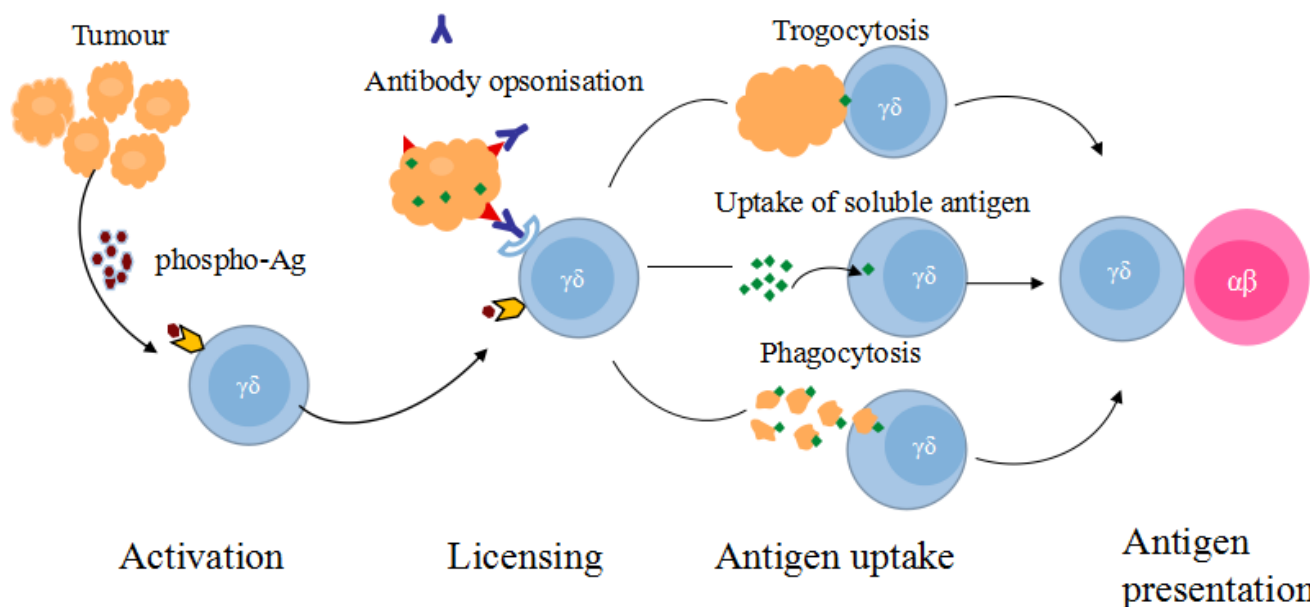 Tumour
Antibody opsonisation
Trogocytosis
γδ
phospho-Ag
γδ
γδ
Uptake of soluble antigen
γδ
γδ
αβ
Phagocytosis
γδ
Activation
Licensing
Antigen uptake
Antigen
presentation